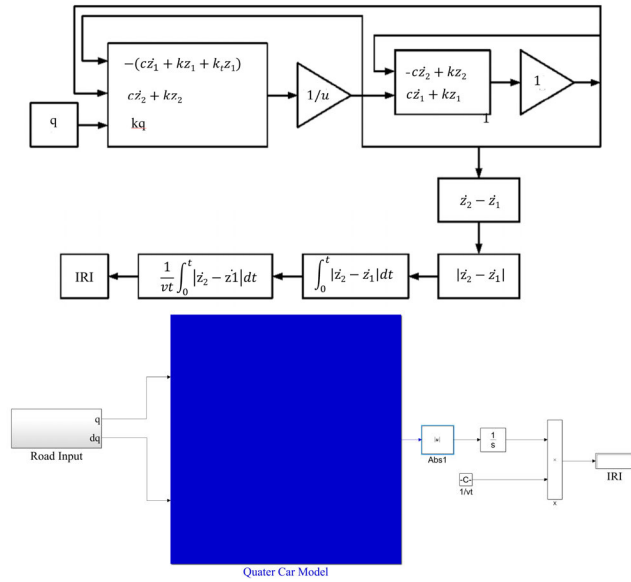 −(cż₁ + kz₁ + kₜz₁)
cż₂ + kz₂
kq
q
1/u
-cż₂ + kz₂
cż₁ + kz₁
1
1
ż₂ − ż₁
|ż₂ − ż₁|
∫₀ᵗ |ż₂ − ż₁|dt
1/vt ∫₀ᵗ |ż₂ − ż1|dt
IRI
q
dq
Road Input
Quater Car Model
|u|
Abs1
1/s
-C-
1/vt
x
IRI